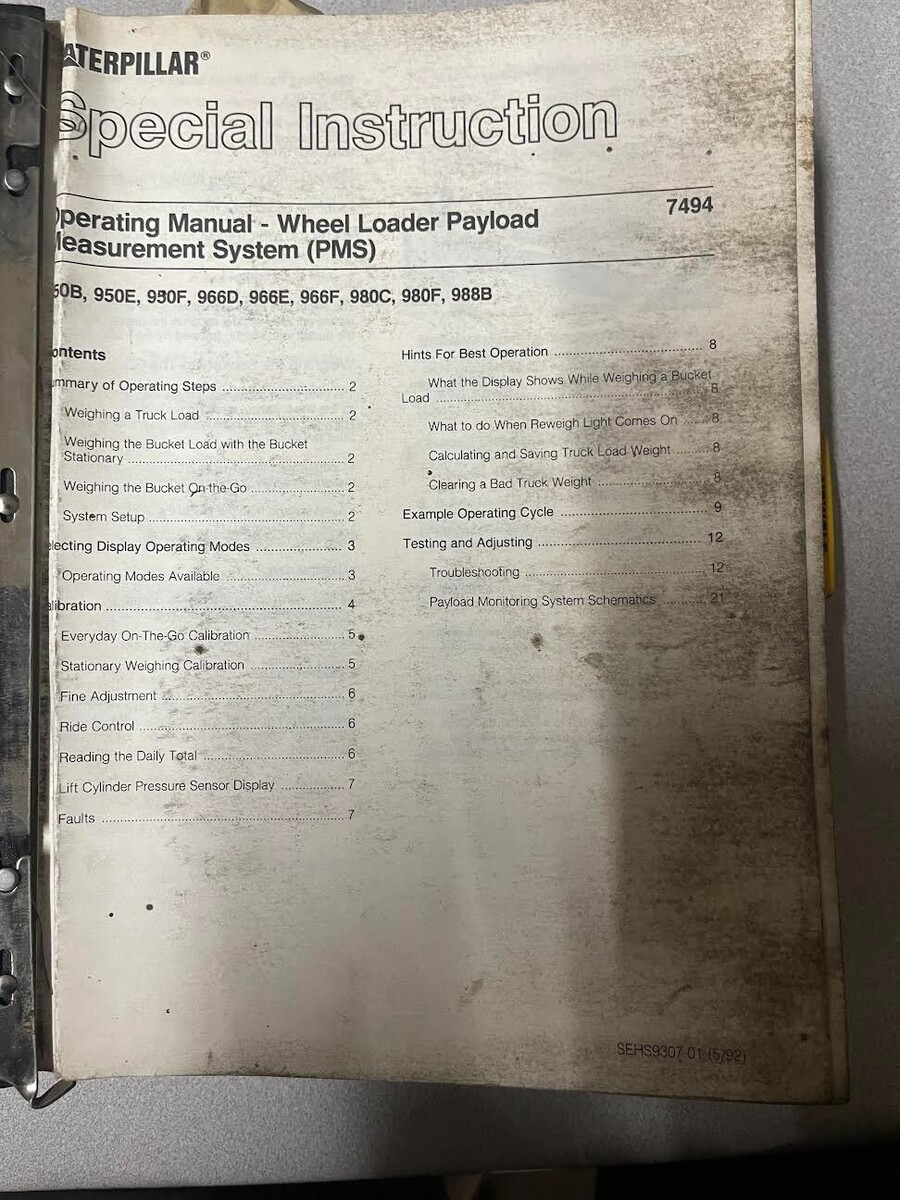 ATERPILLAR®
Special Instruction
perating Manual - Wheel Loader Payload
easurement System (PMS)
7494
50B, 950E, 950F, 966D, 966E, 966F, 980C, 980F, 988B
ontents
mmary of Operating Steps ........ 2
Weighing a Truck Load ........ 2
Weighing the Bucket Load with the Bucket
Stationary ........ 2
Weighing the Bucket On-the-Go ........ 2
System Setup ........ 2
lecting Display Operating Modes ........ 3
Operating Modes Available ........ 3
libration ........ 4
Everyday On-The-Go Calibration ........ 5
Stationary Weighing Calibration ........ 5
Fine Adjustment ........ 6
Ride Control ........ 6
Reading the Daily Total ........ 6
Lift Cylinder Pressure Sensor Display ........ 7
Faults ........ 7
Hints For Best Operation ........ 8
What the Display Shows While Weighing a Bucket
Load ........ 8
What to do When Reweigh Light Comes On ........ 8
Calculating and Saving Truck Load Weight ........ 8
Clearing a Bad Truck Weight ........ 8
Example Operating Cycle ........ 9
Testing and Adjusting ........ 12
Troubleshooting ........ 12
Payload Monitoring System Schematics ........ 21
SEHS9307-01 (5/92)